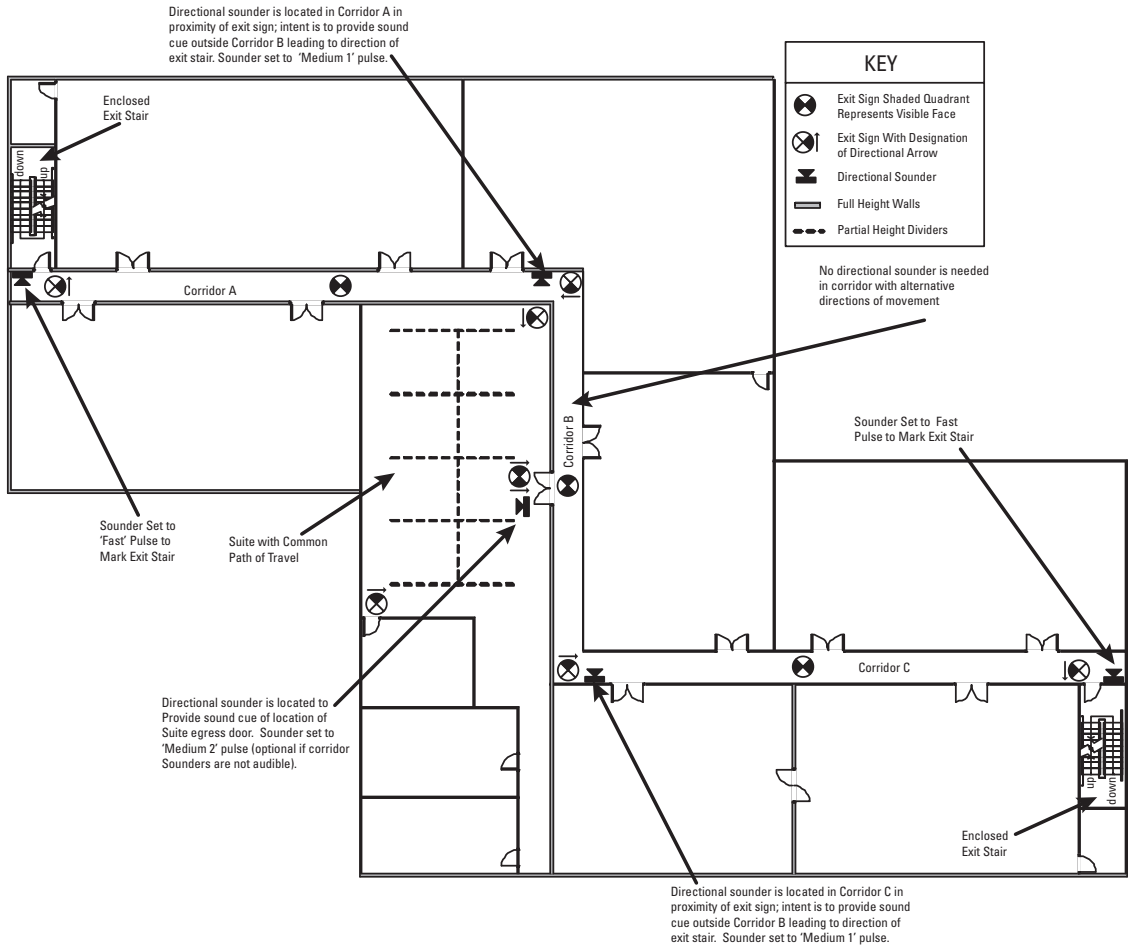 Directional sounder is located in Corridor A in
proximity of exit sign; intent is to provide sound
cue outside Corridor B leading to direction of
exit stair. Sounder set to ‘Medium 1’ pulse.
KEY
Exit Sign Shaded Quadrant
Represents Visible Face
Exit Sign With Designation
of Directional Arrow
Directional Sounder
Full Height Walls
Partial Height Dividers
Enclosed
Exit Stair
down
up
Corridor A
No directional sounder is needed
in corridor with alternative
directions of movement
Corridor B
Sounder Set to Fast
Pulse to Mark Exit Stair
Sounder Set to
‘Fast’ Pulse to
Mark Exit Stair
Suite with Common
Path of Travel
Corridor C
Directional sounder is located to
Provide sound cue of location of
Suite egress door. Sounder set to
‘Medium 2’ pulse (optional if corridor
Sounders are not audible).
up
down
Enclosed
Exit Stair
Directional sounder is located in Corridor C in
proximity of exit sign; intent is to provide sound
cue outside Corridor B leading to direction of
exit stair. Sounder set to ‘Medium 1’ pulse.